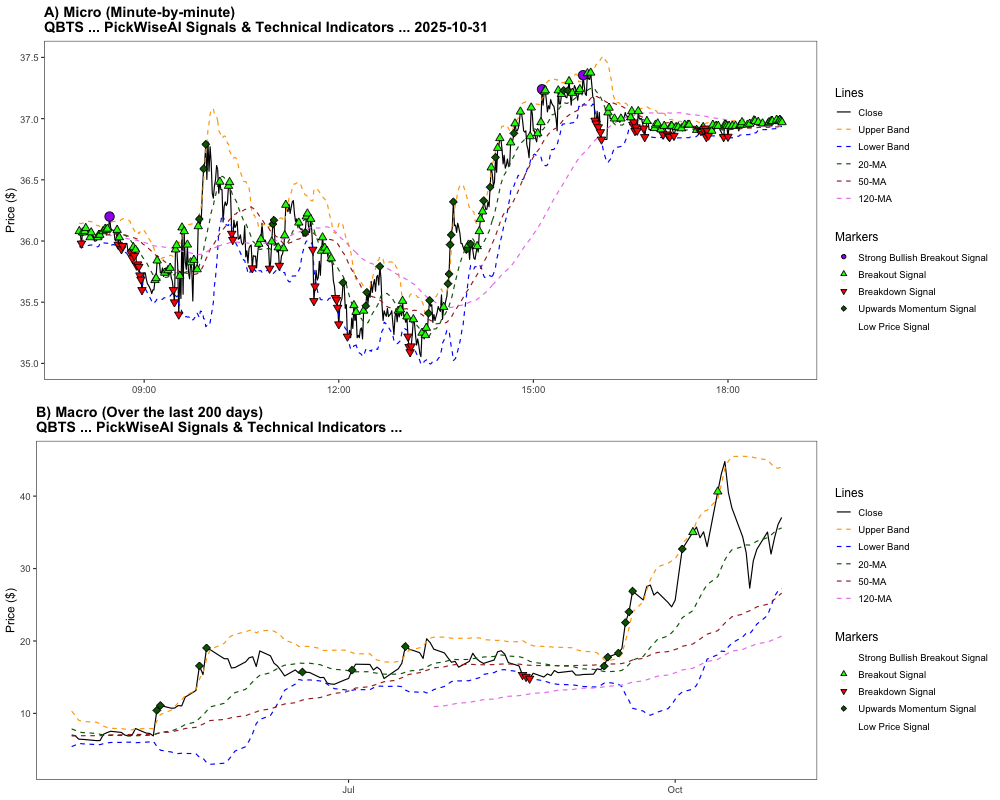 A) Micro (Minute-by-minute)
QBTS ... PickWiseAI Signals & Technical Indicators ... 2025-10-31
Price ($)
37.5
37.0
36.5
36.0
35.5
35.0
09:00
12:00
15:00
18:00
Lines
Close
Upper Band
Lower Band
20-MA
50-MA
120-MA
Markers
Strong Bullish Breakout Signal
Breakout Signal
Breakdown Signal
Upwards Momentum Signal
Low Price Signal
B) Macro (Over the last 200 days)
QBTS ... PickWiseAI Signals & Technical Indicators ...
Price ($)
40
30
20
10
Jul
Oct
Lines
Close
Upper Band
Lower Band
20-MA
50-MA
120-MA
Markers
Strong Bullish Breakout Signal
Breakout Signal
Breakdown Signal
Upwards Momentum Signal
Low Price Signal